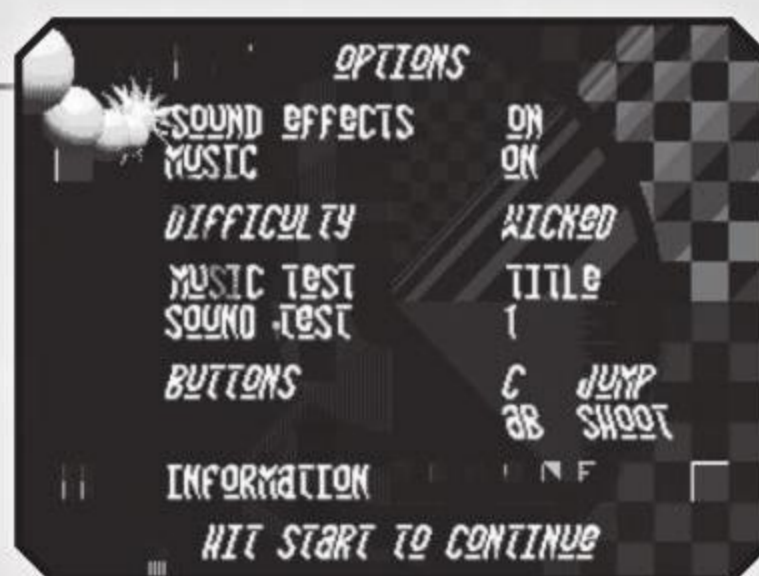 OPTIONS
SOUND EFFECTS ON
MUSIC ON
DIFFICULTY WICKED
MUSIC TEST TITLE
SOUND TEST 1
BUTTONS C JUMP
AB SHOOT
INFORMATION
HIT START TO CONTINUE